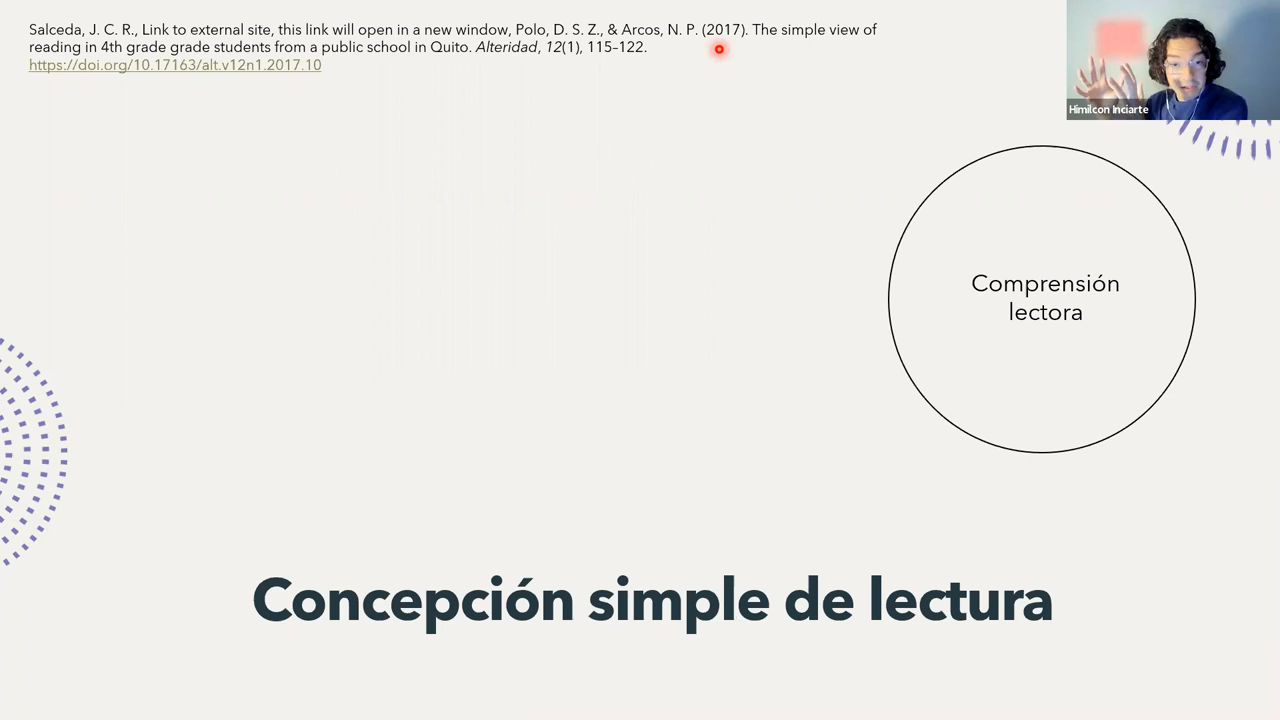 Salceda, J. C. R., Link to external site, this link will open in a new window, Polo, D. S. Z., & Arcos, N. P. (2017). The simple view of
reading in 4th grade grade students from a public school in Quito. Alteridad, 12(1), 115–122.
https://doi.org/10.17163/alt.v12n1.2017.10
Himilcon Inciarte
Comprensión
lectora
Concepción simple de lectura